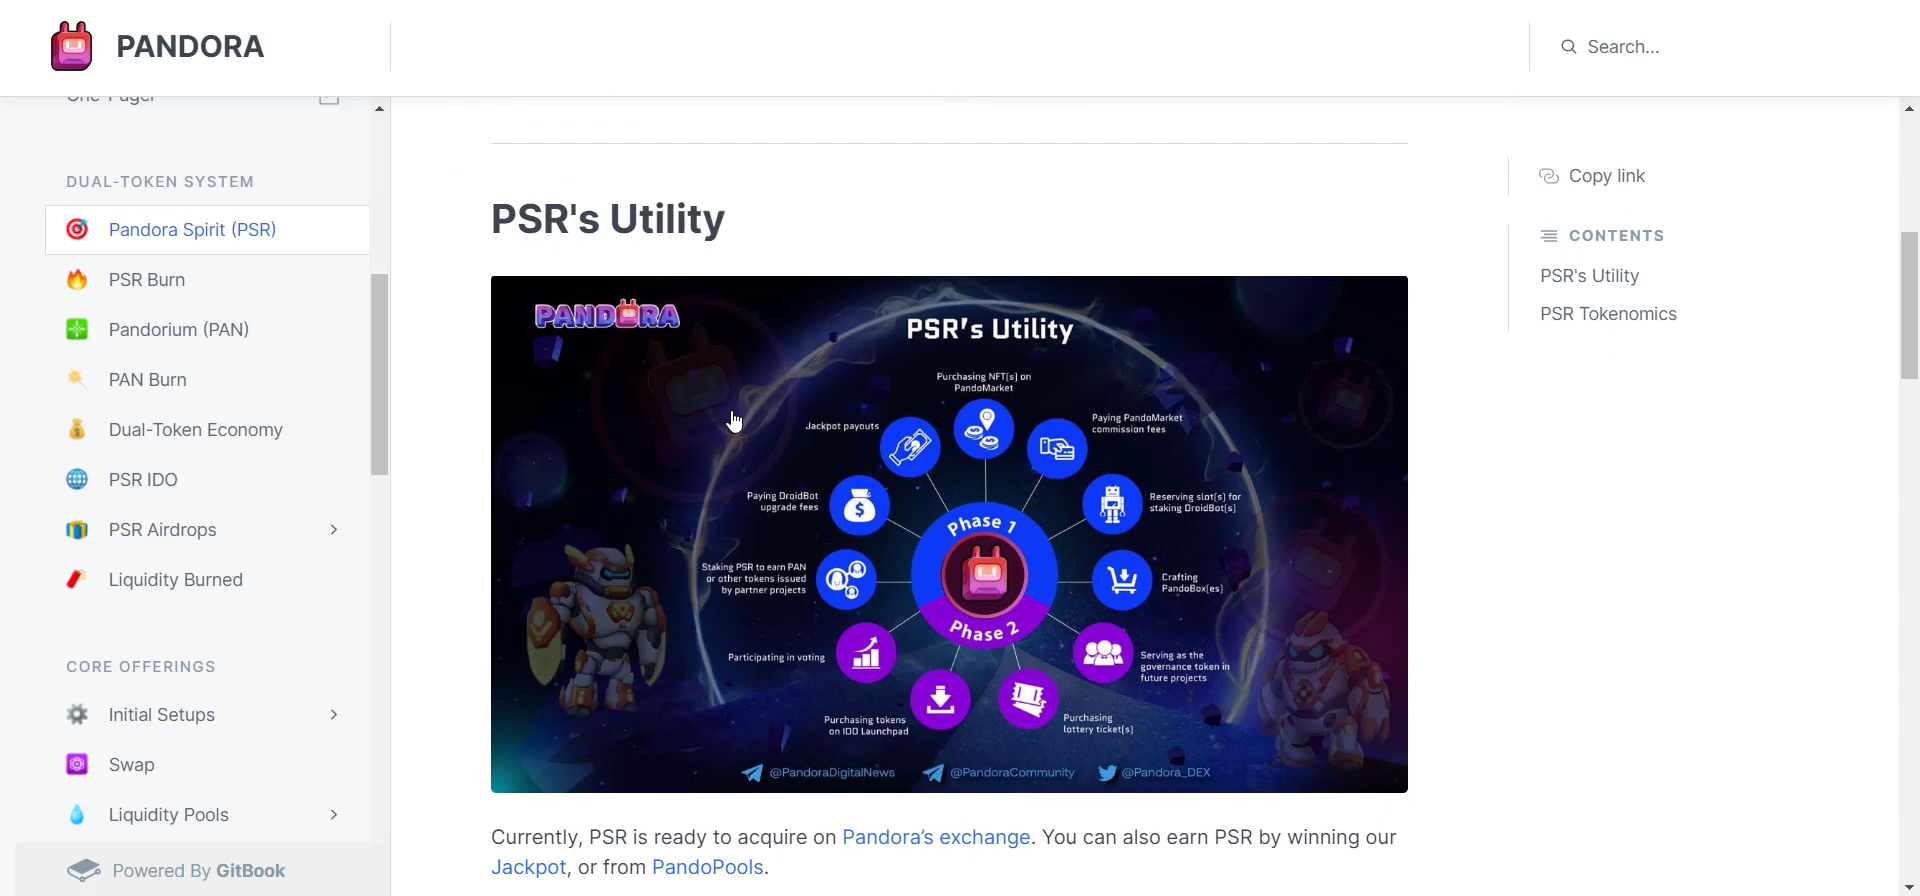 PANDORA
Search...
One-Pager
DUAL-TOKEN SYSTEM
Pandora Spirit (PSR)
PSR Burn
Pandorium (PAN)
PAN Burn
Dual-Token Economy
PSR IDO
PSR Airdrops
Liquidity Burned
CORE OFFERINGS
Initial Setups
Swap
Liquidity Pools
Powered By GitBook
PSR's Utility
PANDORA
PSR's Utility
Purchasing NFT(s) on
PandoMarket
Jackpot payouts
Paying PandoMarket
commission fees
Paying DroidBot
upgrade fees
Reserving slot(s) for
staking DroidBot(s)
Phase 1
Staking PSR to earn PAN
or other tokens issued
by partner projects
Crafting
PandoBox(es)
Phase 2
Participating in voting
Serving as the
governance token in
future projects
Purchasing tokens
on IDO Launchpad
Purchasing
lottery ticket(s)
@PandoraDigitalNews
@PandoraCommunity
@Pandora_DEX
Currently, PSR is ready to acquire on Pandora’s exchange. You can also earn PSR by winning our
Jackpot, or from PandoPools.
Copy link
CONTENTS
PSR's Utility
PSR Tokenomics